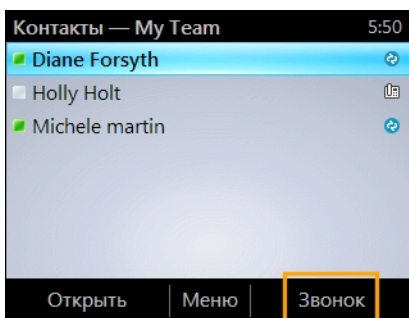 Контакты — My Team 5:50
Diane Forsyth
Holly Holt
Michele martin
Открыть Меню Звонок